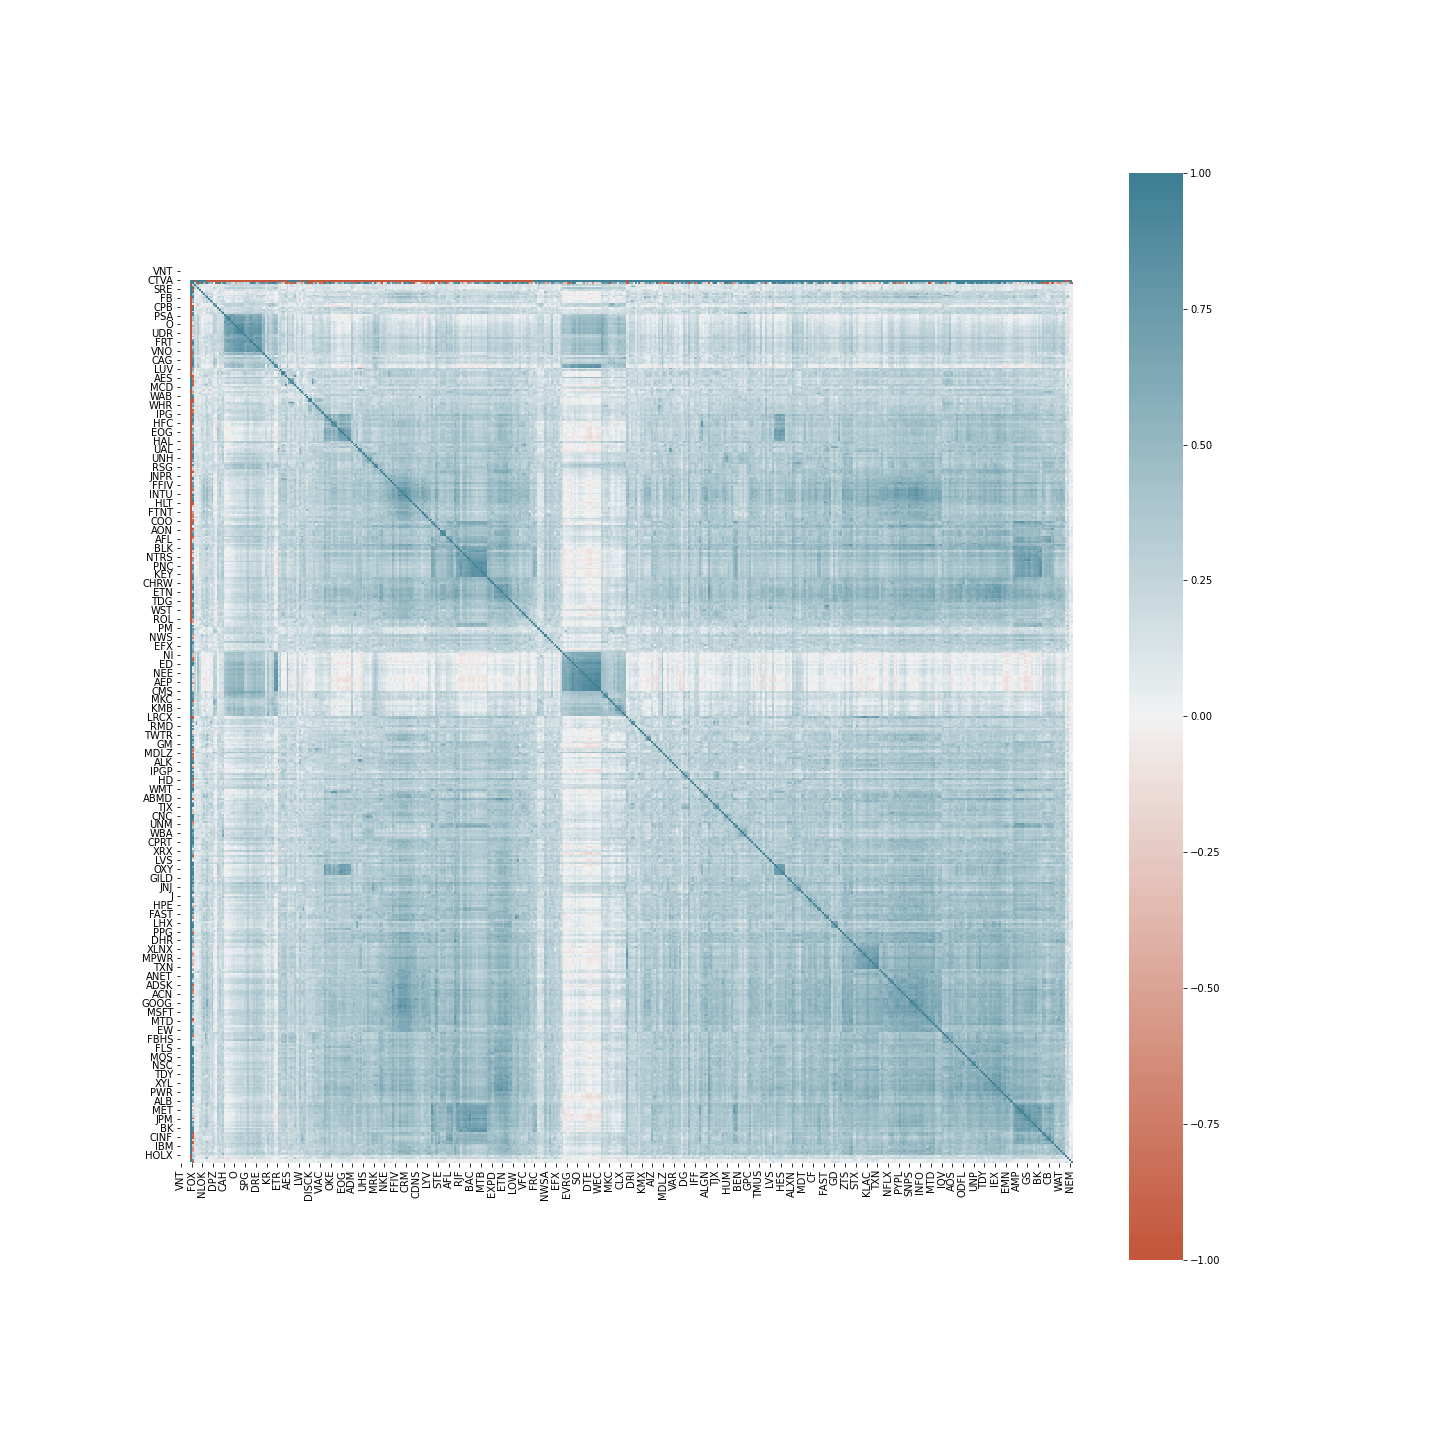 VNT
CTVA
SRE
FB
CPB
PSA
O
UDR
FRT
VNO
CAG
LUV
AES
MCD
WAB
WHR
IPG
HFC
EOG
HAL
UAL
UNH
RSG
JNPR
FFIV
INTU
HLT
FTNT
COO
AON
AFL
BLK
NTRS
PNC
KEY
CHRW
ETN
TDG
WST
ROL
PM
NWS
EFX
NI
ED
NEE
AEP
CMS
MKC
KMB
LRCX
RMD
TWTR
GM
MDLZ
ALK
IPGP
HD
WMT
ABMD
TJX
CNC
UNM
WBA
CPRT
XRX
LVS
OXY
GILD
JNJ
J
HPE
FAST
LHX
PPG
DHR
XLNX
MPWR
TXN
ANET
ADSK
ACN
GOOG
MSFT
MTD
EW
FBHS
FLS
MOS
NSC
TDY
XYL
PWR
ALB
MET
JPM
BK
CINF
IBM
HOLX
VNT
FOX
NLOK
DPZ
CAH
O
SPG
DRE
KR
ETR
AES
LW
DISCK
VIAC
OKE
EOG
ADM
UHS
MRK
NKE
FFIV
CRM
CDNS
LYV
STE
AFL
RJF
BAC
MTB
EXPD
ETN
LOW
VFC
FRC
NWSA
EFX
EVRG
SO
DTE
WEC
MKC
CLX
DRI
KMX
AIZ
MDLZ
VAR
DG
IFF
ALGN
TJX
HUM
BEN
GPC
TMUS
LVS
HES
ALXN
MDT
CF
FAST
GD
ZTS
STX
KLAC
TXN
NFLX
PYPL
SNPS
INFO
MTD
IQV
AOS
ODFL
UNP
TDY
IEX
EMN
AMP
GS
BK
CB
WAT
NEM
1.00
0.75
0.50
0.25
0.00
−0.25
−0.50
−0.75
−1.00